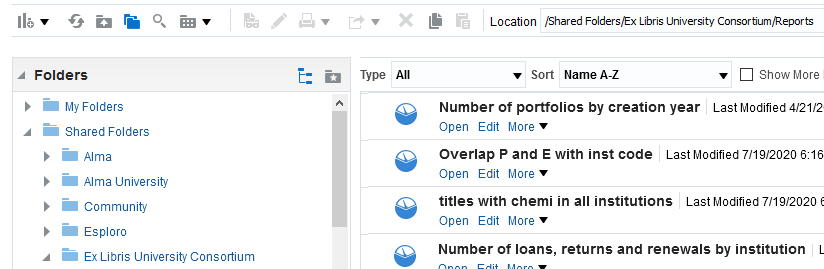 Location /Shared Folders/Ex Libris University Consortium/Reports
Folders
My Folders
Shared Folders
Alma
Alma University
Community
Esploro
Ex Libris University Consortium
Type All Sort Name A-Z Show More
Number of portfolios by creation year Last Modified 4/21/2
Open Edit More
Overlap P and E with inst code Last Modified 7/19/2020 6:16
Open Edit More
titles with chemi in all institutions Last Modified 7/19/2020
Open Edit More
Number of loans, returns and renewals by institution
Open Edit More